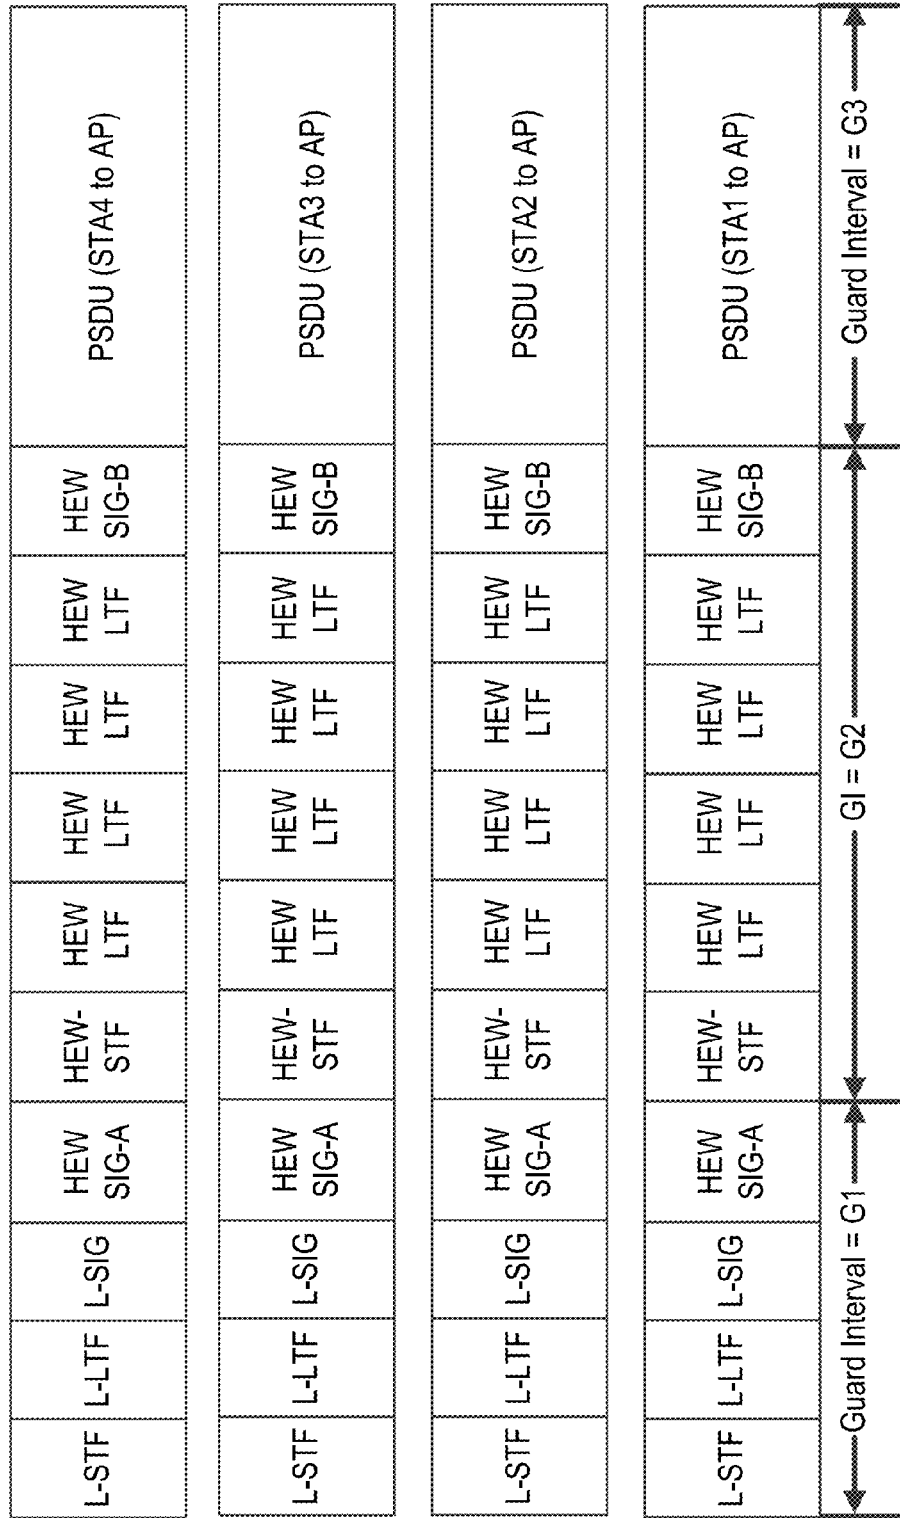 L-STF
L-LTF
L-SIG
HEW
SIG-A
HEW-
STF
HEW
LTF
HEW
LTF
HEW
LTF
HEW
LTF
HEW
SIG-B
PSDU (STA4 to AP)
L-STF
L-LTF
L-SIG
HEW
SIG-A
HEW-
STF
HEW
LTF
HEW
LTF
HEW
LTF
HEW
LTF
HEW
SIG-B
PSDU (STA3 to AP)
L-STF
L-LTF
L-SIG
HEW
SIG-A
HEW-
STF
HEW
LTF
HEW
LTF
HEW
LTF
HEW
LTF
HEW
SIG-B
PSDU (STA2 to AP)
L-STF
L-LTF
L-SIG
HEW
SIG-A
HEW-
STF
HEW
LTF
HEW
LTF
HEW
LTF
HEW
LTF
HEW
SIG-B
PSDU (STA1 to AP)
Guard Interval = G1
GI = G2
Guard Interval = G3